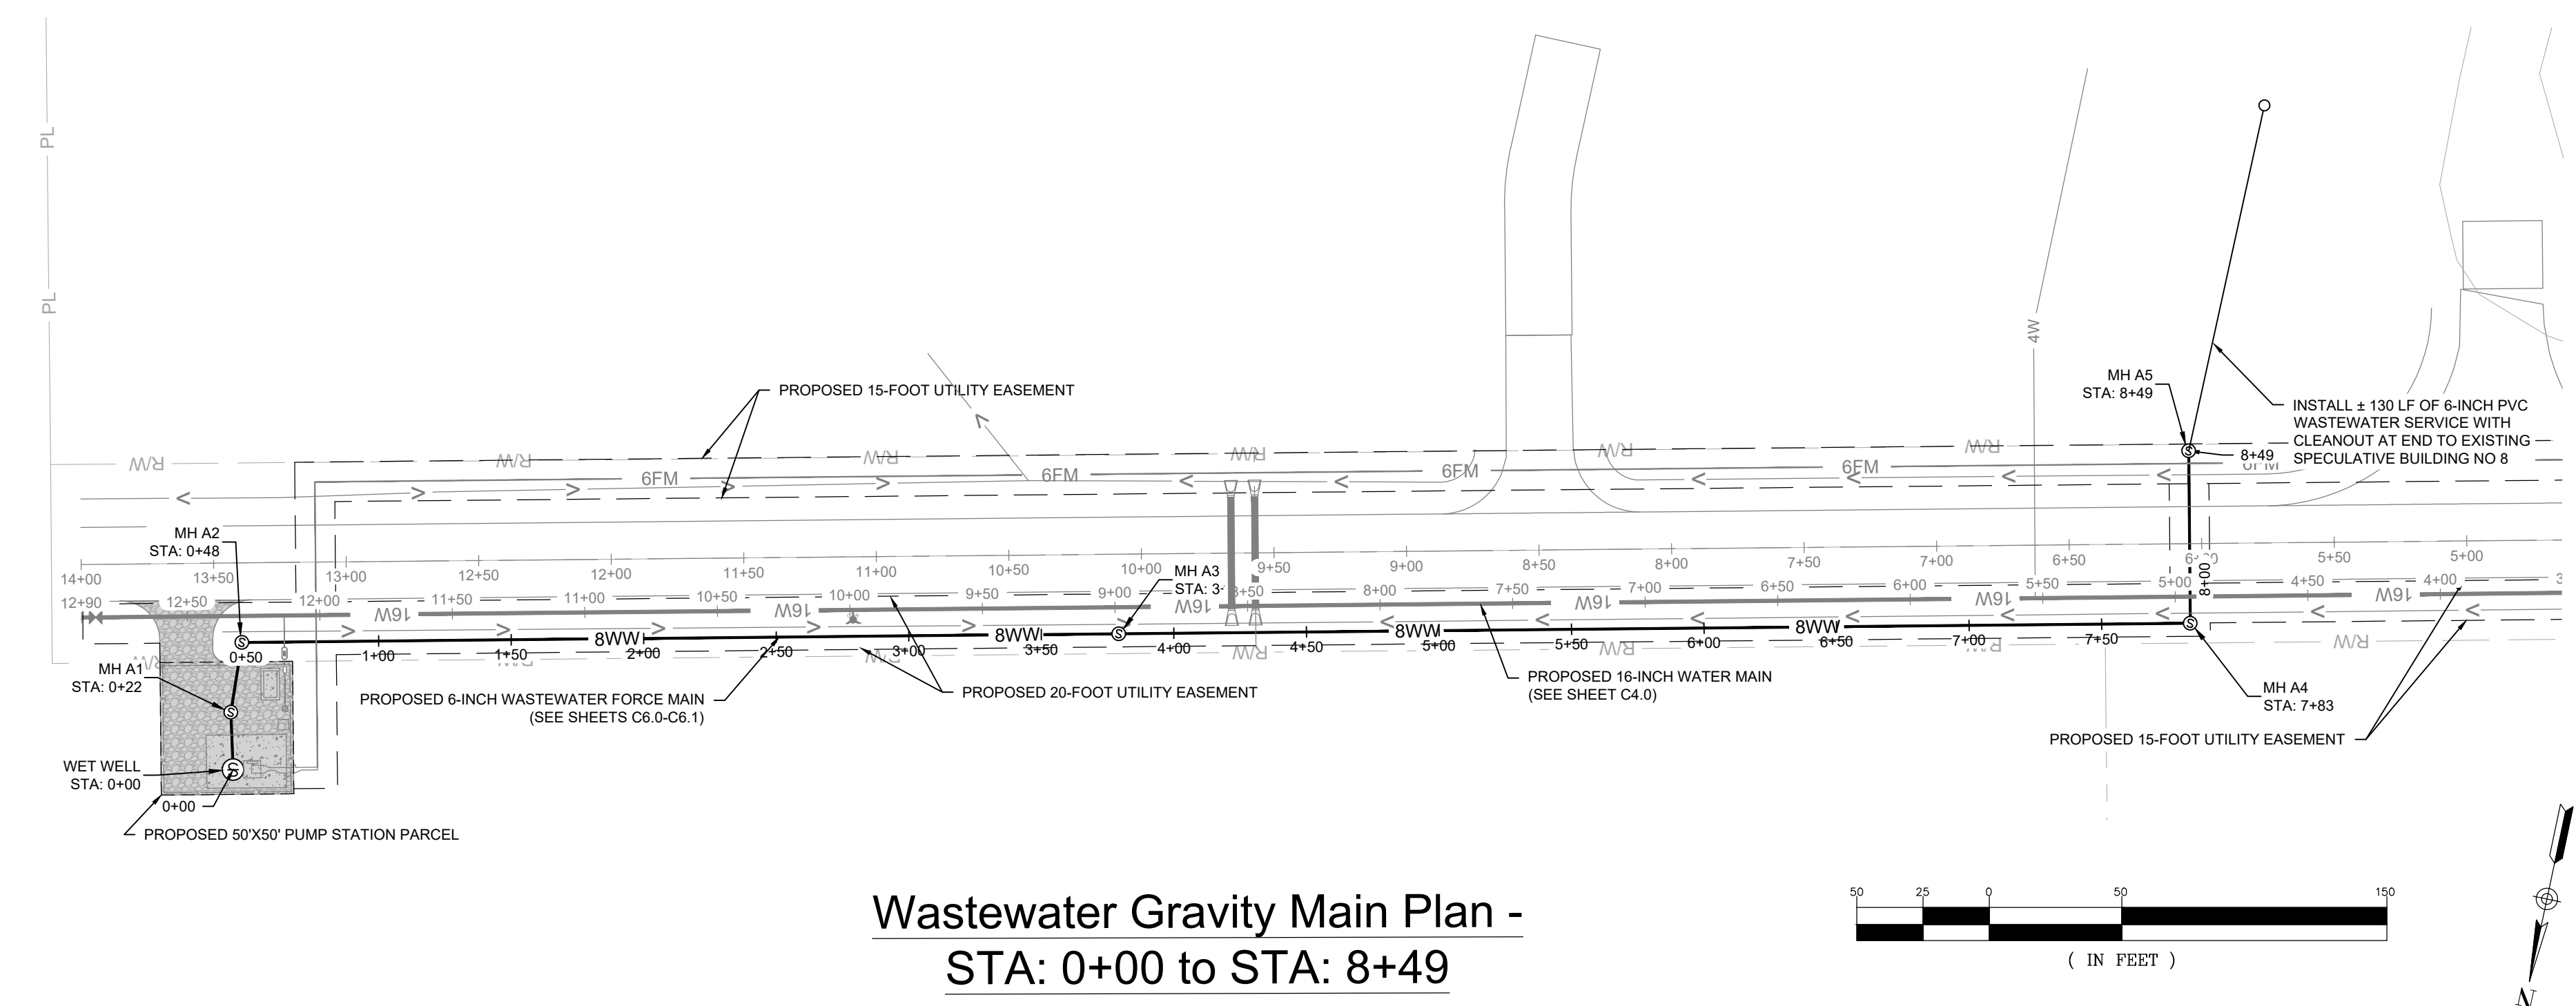 PL
PL
4W
MH A5
STA: 8+49
INSTALL ± 130 LF OF 6-INCH PVC
WASTEWATER SERVICE WITH
CLEANOUT AT END TO EXISTING
SPECULATIVE BUILDING NO 8
8+49
PROPOSED 15-FOOT UTILITY EASEMENT
R/W
R/W
R/W
R/W
R/W
R/W
6FM
6FM
6FM
6FM
6FM
MH A2
STA: 0+48
14+00
13+50
13+00
12+50
12+00
11+50
11+00
10+50
10+00
9+50
9+00
8+50
8+00
7+50
7+00
6+50
5+50
5+00
MH A3
STA: 3+
8+00
12+90
12+50
12+00
11+50
11+00
10+50
10+00
9+50
9+00
8+50
8+00
7+50
7+00
6+50
6+00
5+50
5+00
4+50
4+00
3
16W
16W
16W
16W
16W
16W
8WW
8WW
8WW
8WW
0+50
1+00
1+50
2+00
2+50
3+00
3+50
4+00
4+50
5+00
5+50
6+00
6+50
7+00
7+50
R/W
R/W
R/W
R/W
R/W
R/W
MH A1
STA: 0+22
PROPOSED 6-INCH WASTEWATER FORCE MAIN
(SEE SHEETS C6.0-C6.1)
PROPOSED 20-FOOT UTILITY EASEMENT
PROPOSED 16-INCH WATER MAIN
(SEE SHEET C4.0)
MH A4
STA: 7+83
PROPOSED 15-FOOT UTILITY EASEMENT
WET WELL
STA: 0+00
S
S
S
S
S
S
0+00
PROPOSED 50'X50' PUMP STATION PARCEL
Wastewater Gravity Main Plan -
STA: 0+00 to STA: 8+49
50 25 0 50 150
( IN FEET )
N